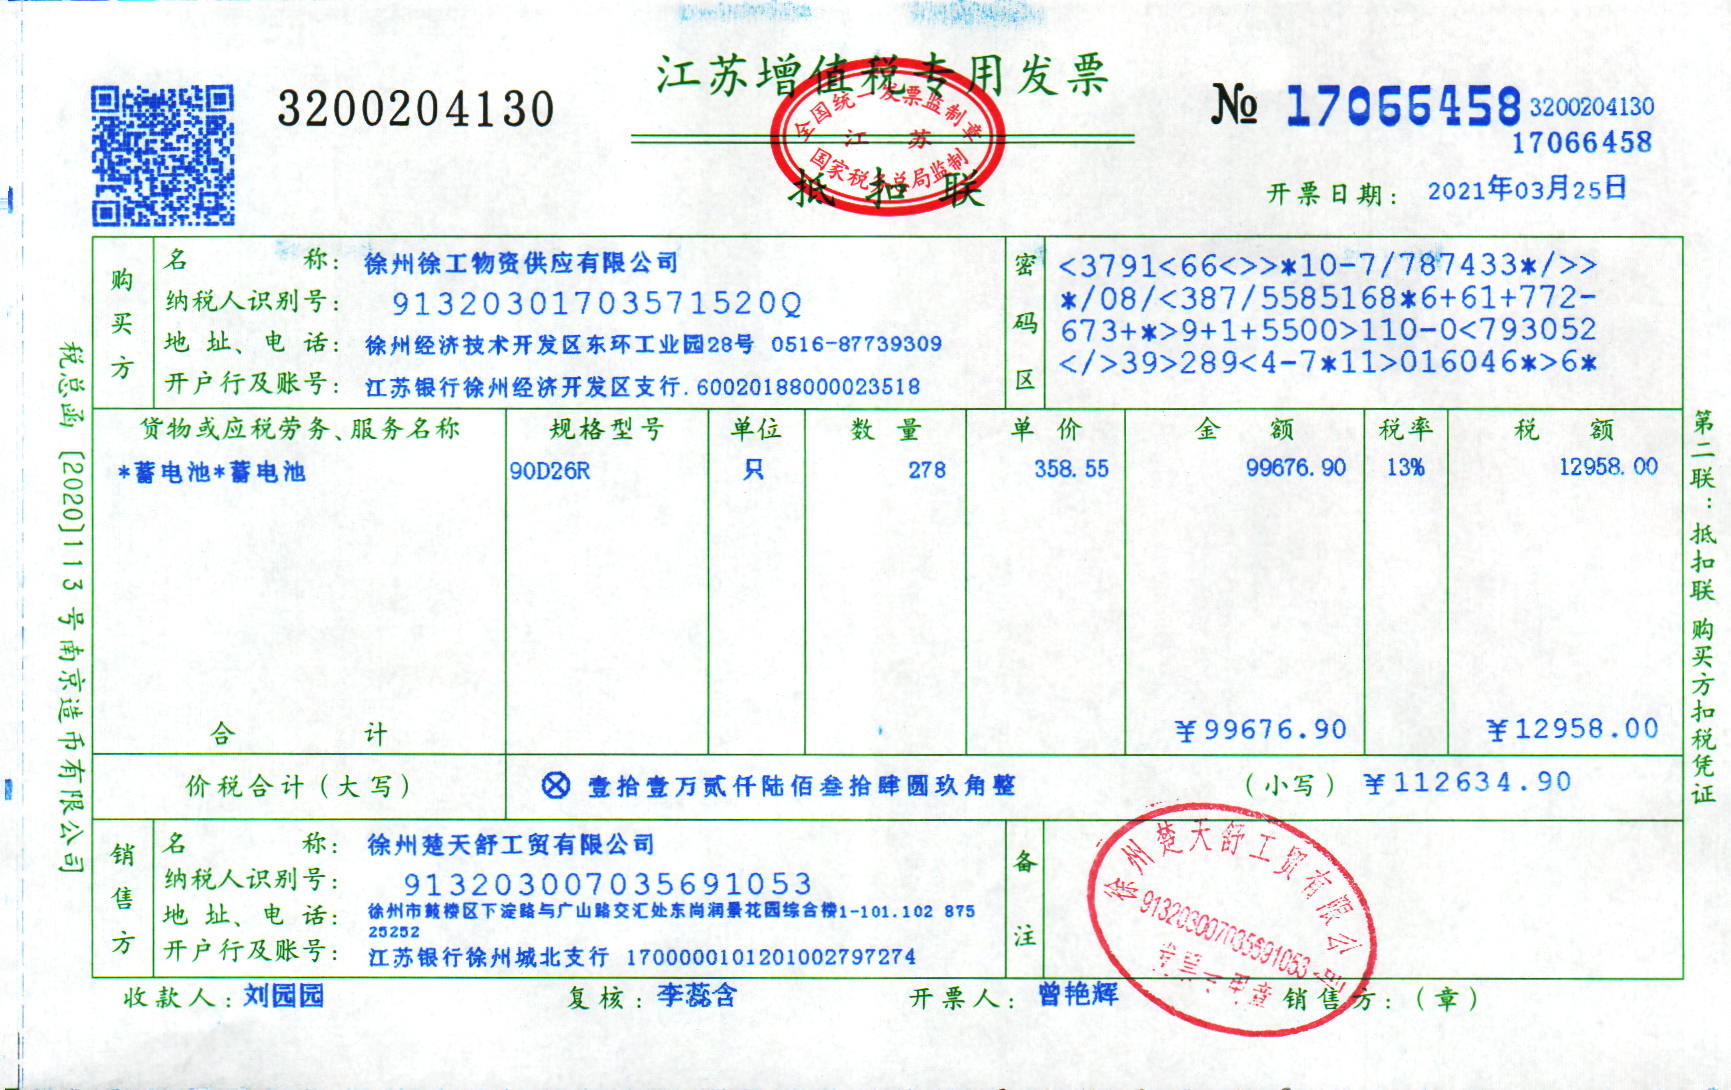 江苏增值税专用发票
3200204130
№ 17066458 3200204130
17066458
全国统一发票监制章
江 苏
国家税务总局监制
抵扣联
开票日期: 2021年03月25日
购买方
名 称: 徐州徐工物资供应有限公司
纳税人识别号: 91320301703571520Q
地 址、电 话: 徐州经济技术开发区东环工业园28号 0516-87739309
开户行及账号: 江苏银行徐州经济开发区支行.60020188000023518
密码区
<3791<66<>>*10-7/787433*/>>
*/08/<387/5585168*6+61+772-
673+*>9+1+5500>110-0<793052
</>39>289<4-7*11>016046*>6*
货物或应税劳务、服务名称 规格型号 单位 数 量 单 价 金 额 税率 税 额
*蓄电池*蓄电池 90D26R 只 278 358.55 99676.90 13% 12958.00
合 计 ¥99676.90 ¥12958.00
价税合计(大写) ⊗ 壹拾壹万贰仟陆佰叁拾肆圆玖角整 (小写) ¥112634.90
销售方
名 称: 徐州楚天舒工贸有限公司
纳税人识别号: 913203007035691053
地 址、电 话: 徐州市鼓楼区下淀路与广山路交汇处东尚润景花园综合楼1-101.102 875
25252
开户行及账号: 江苏银行徐州城北支行 17000001012010027972​74
备注
徐州楚天舒工贸有限公司
913203007035691053
发票专用章
收款人: 刘园园 复核: 李蕊含 开票人: 曾艳辉 销售方:(章)
税总函[2020]113号南京造币有限公司
第二联:抵扣联 购买方扣税凭证